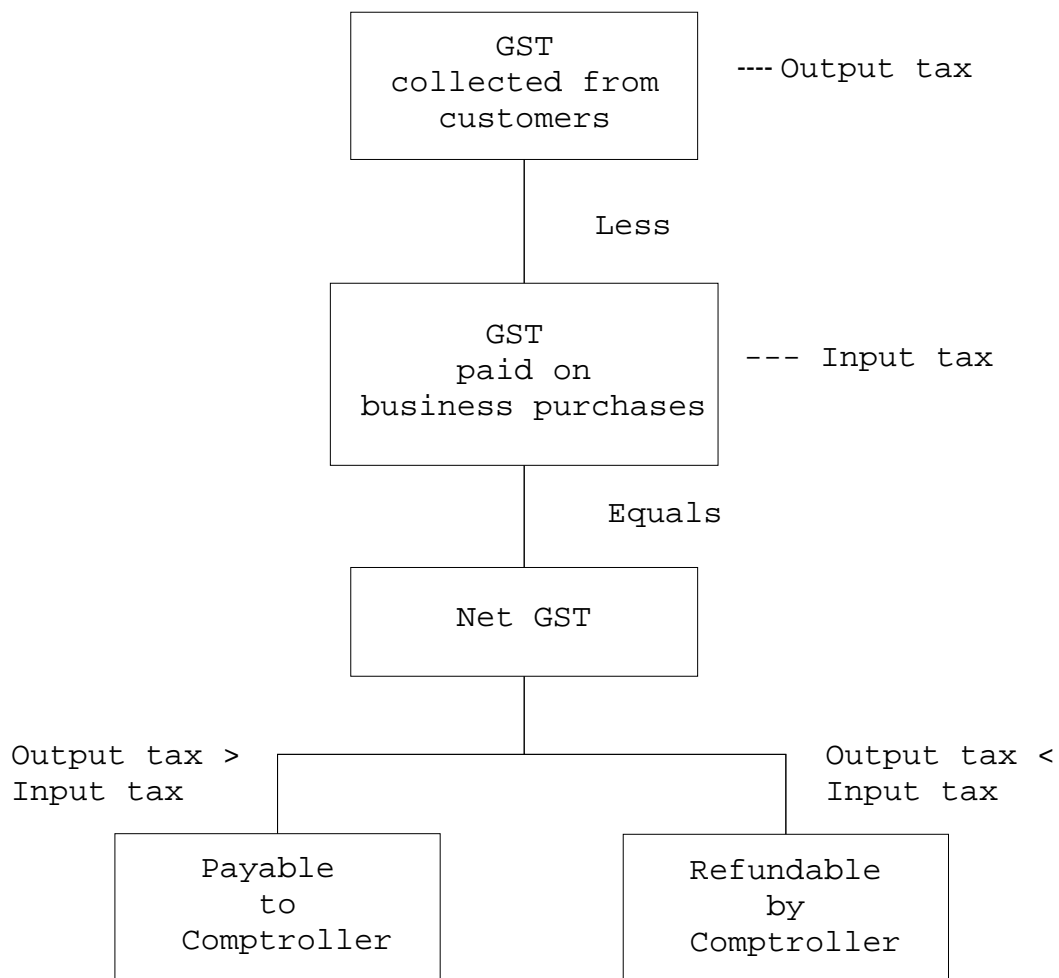 GST
collected from
customers
---- Output tax
Less
GST
paid on
business purchases
--- Input tax
Equals
Net GST
Output tax >
Input tax
Output tax <
Input tax
Payable
to
Comptroller
Refundable
by
Comptroller